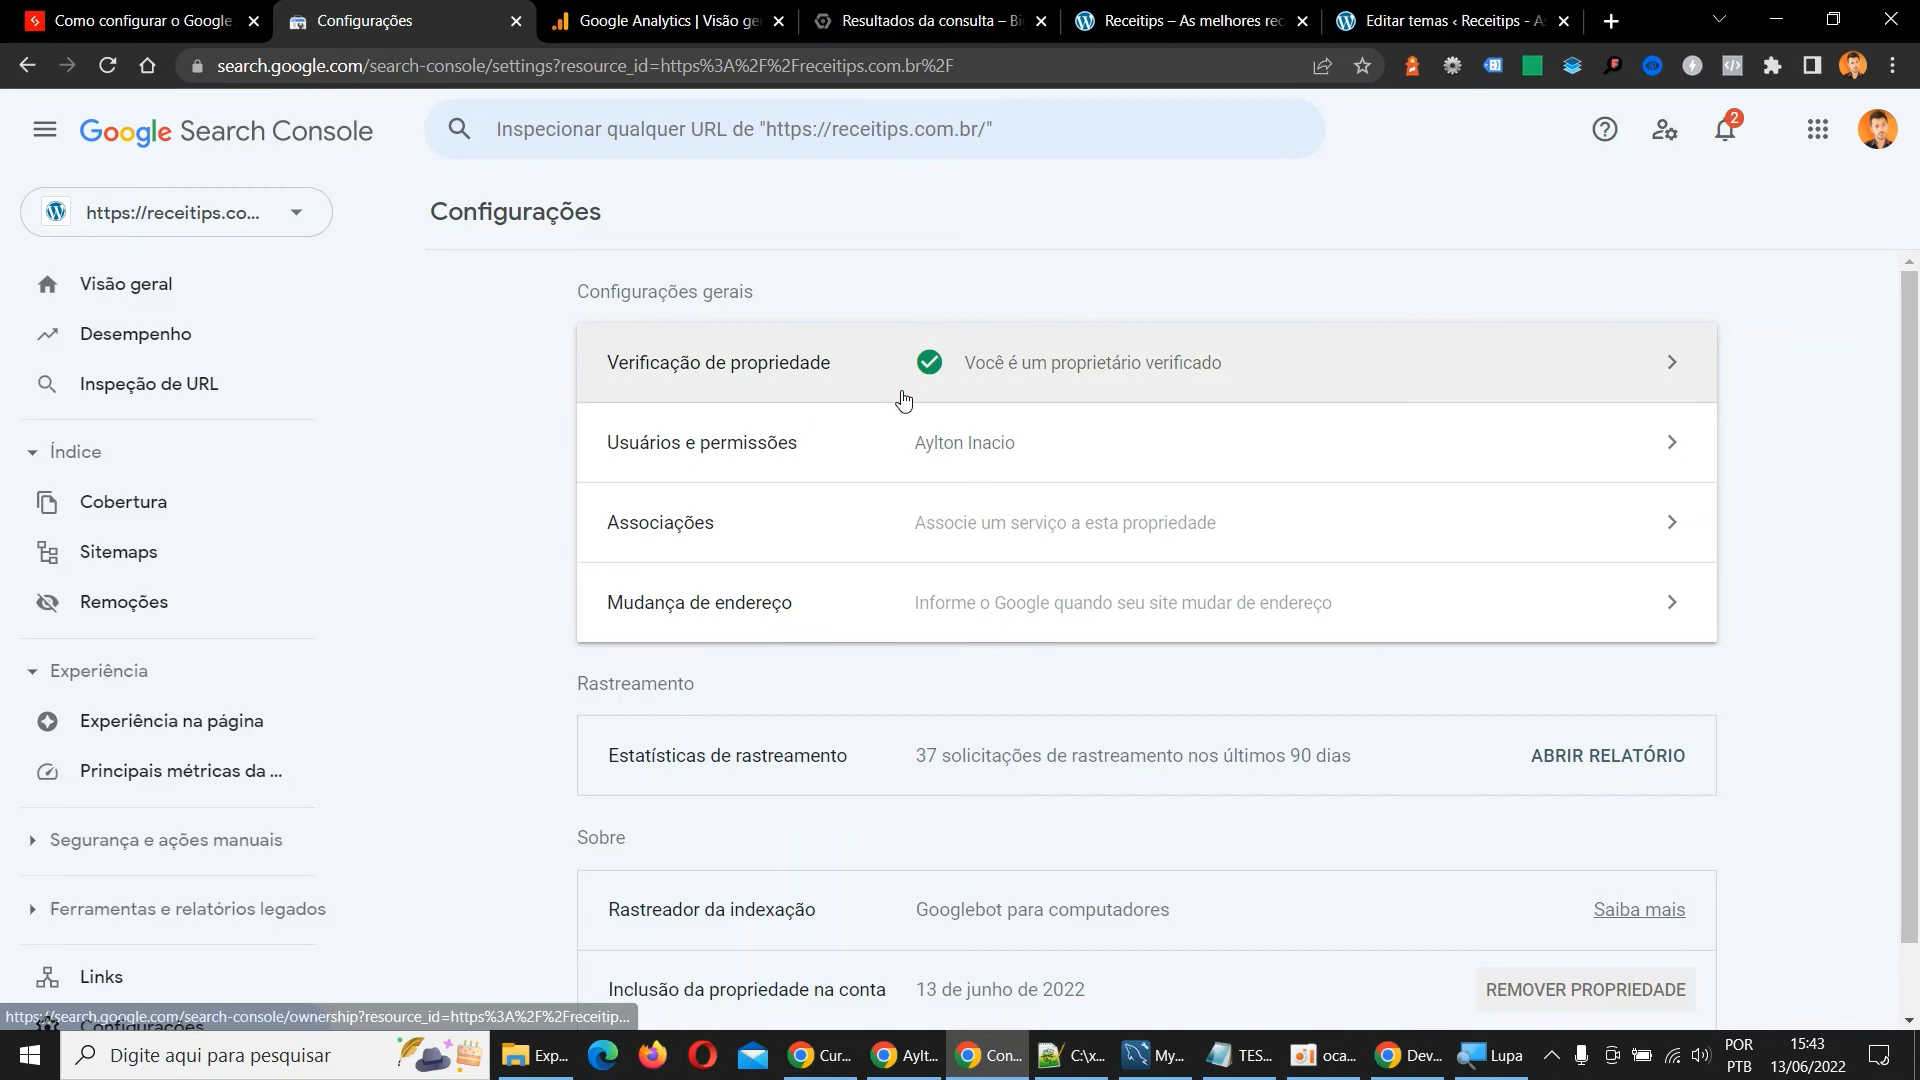 Como configurar o Google
Configurações
Google Analytics | Visão ge
Resultados da consulta – Bi
Receitips – As melhores rec
Editar temas ‹ Receitips - A
search.google.com/search-console/settings?resource_id=https%3A%2F%2Freceitips.com.br%2F
Google Search Console
Inspecionar qualquer URL de "https://receitips.com.br/"
2
https://receitips.co...
Configurações
Visão geral
Desempenho
Inspeção de URL
Índice
Cobertura
Sitemaps
Remoções
Experiência
Experiência na página
Principais métricas da ...
Segurança e ações manuais
Ferramentas e relatórios legados
Links
Configurações
Configurações gerais
Verificação de propriedade
Você é um proprietário verificado
Usuários e permissões
Aylton Inacio
Associações
Associe um serviço a esta propriedade
Mudança de endereço
Informe o Google quando seu site mudar de endereço
Rastreamento
Estatísticas de rastreamento
37 solicitações de rastreamento nos últimos 90 dias
ABRIR RELATÓRIO
Sobre
Rastreador da indexação
Googlebot para computadores
Saiba mais
Inclusão da propriedade na conta
13 de junho de 2022
REMOVER PROPRIEDADE
https://search.google.com/search-console/ownership?resource_id=https%3A%2F%2Freceitip...
Digite aqui para pesquisar
Exp...
Cur...
Aylt...
Con...
C:\x...
My...
TES...
oca...
Dev...
Lupa
POR
PTB
15:43
13/06/2022